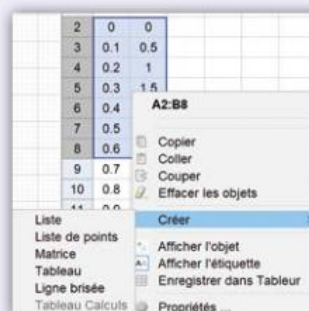 2 0 0
3 0.1 0.5
4 0.2 1
5 0.3 1.5
6 0.4
7 0.5
8 0.6
9 0.7
10 0.8
A2:B8
Copier
Coller
Couper
Effacer les objets
Créer
Afficher l'objet
Afficher l'étiquette
Enregistrer dans Tableur
Propriétés ...
Liste
Liste de points
Matrice
Tableau
Ligne brisée
Tableau Calculs